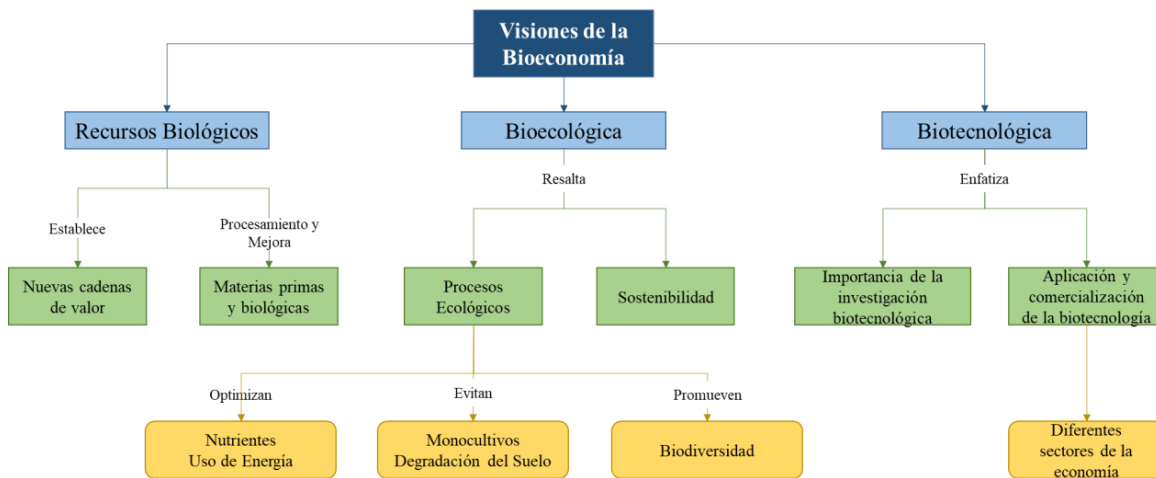 Visiones de la
Bioeconomía
Recursos Biológicos
Bioecológica
Biotecnológica
Resalta
Enfatiza
Establece
Procesamiento y
Mejora
Nuevas cadenas
de valor
Materias primas
y biológicas
Procesos
Ecológicos
Sostenibilidad
Importancia de la
investigación
biotecnológica
Aplicación y
comercialización
de la biotecnología
Optimizan
Evitan
Promueven
Nutrientes
Uso de Energía
Monocultivos
Degradación del Suelo
Biodiversidad
Diferentes
sectores de la
economía